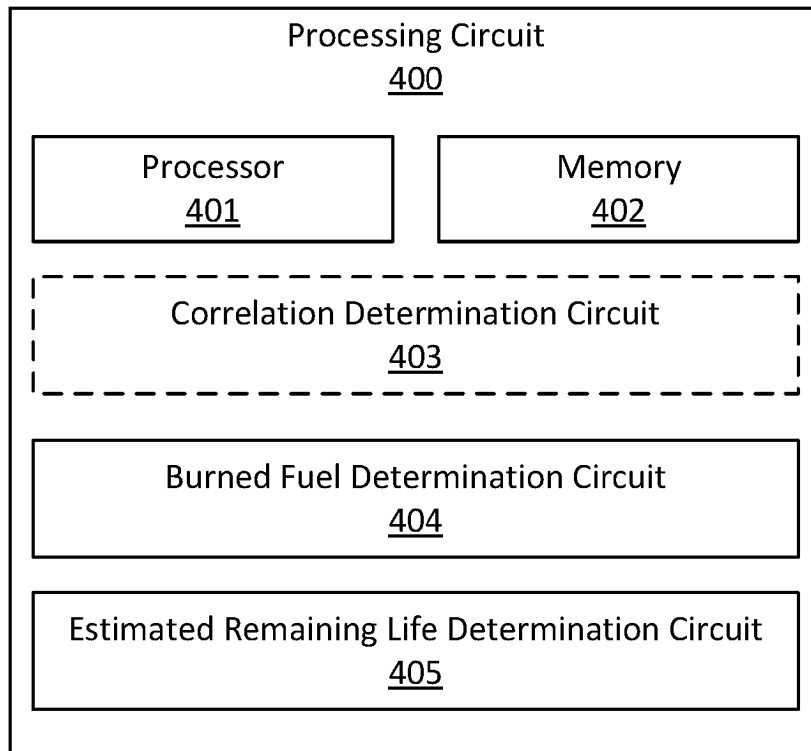 Processing Circuit
400
Processor
401
Memory
402
Correlation Determination Circuit
403
Burned Fuel Determination Circuit
404
Estimated Remaining Life Determination Circuit
405